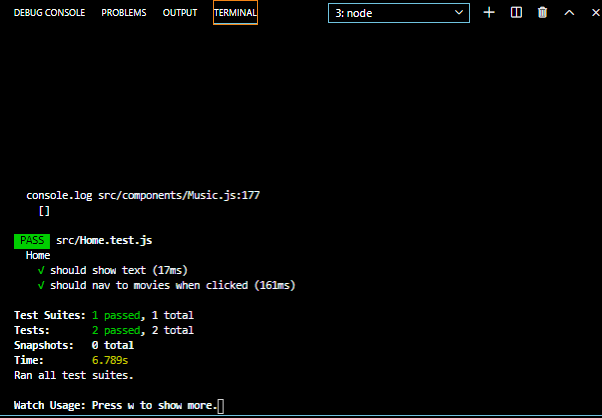 DEBUG CONSOLE PROBLEMS OUTPUT TERMINAL 3: node
console.log src/components/Music.js:177
[]
PASS src/Home.test.js
Home
√ should show text (17ms)
√ should nav to movies when clicked (161ms)
Test Suites: 1 passed, 1 total
Tests: 2 passed, 2 total
Snapshots: 0 total
Time: 6.789s
Ran all test suites.
Watch Usage: Press w to show more.